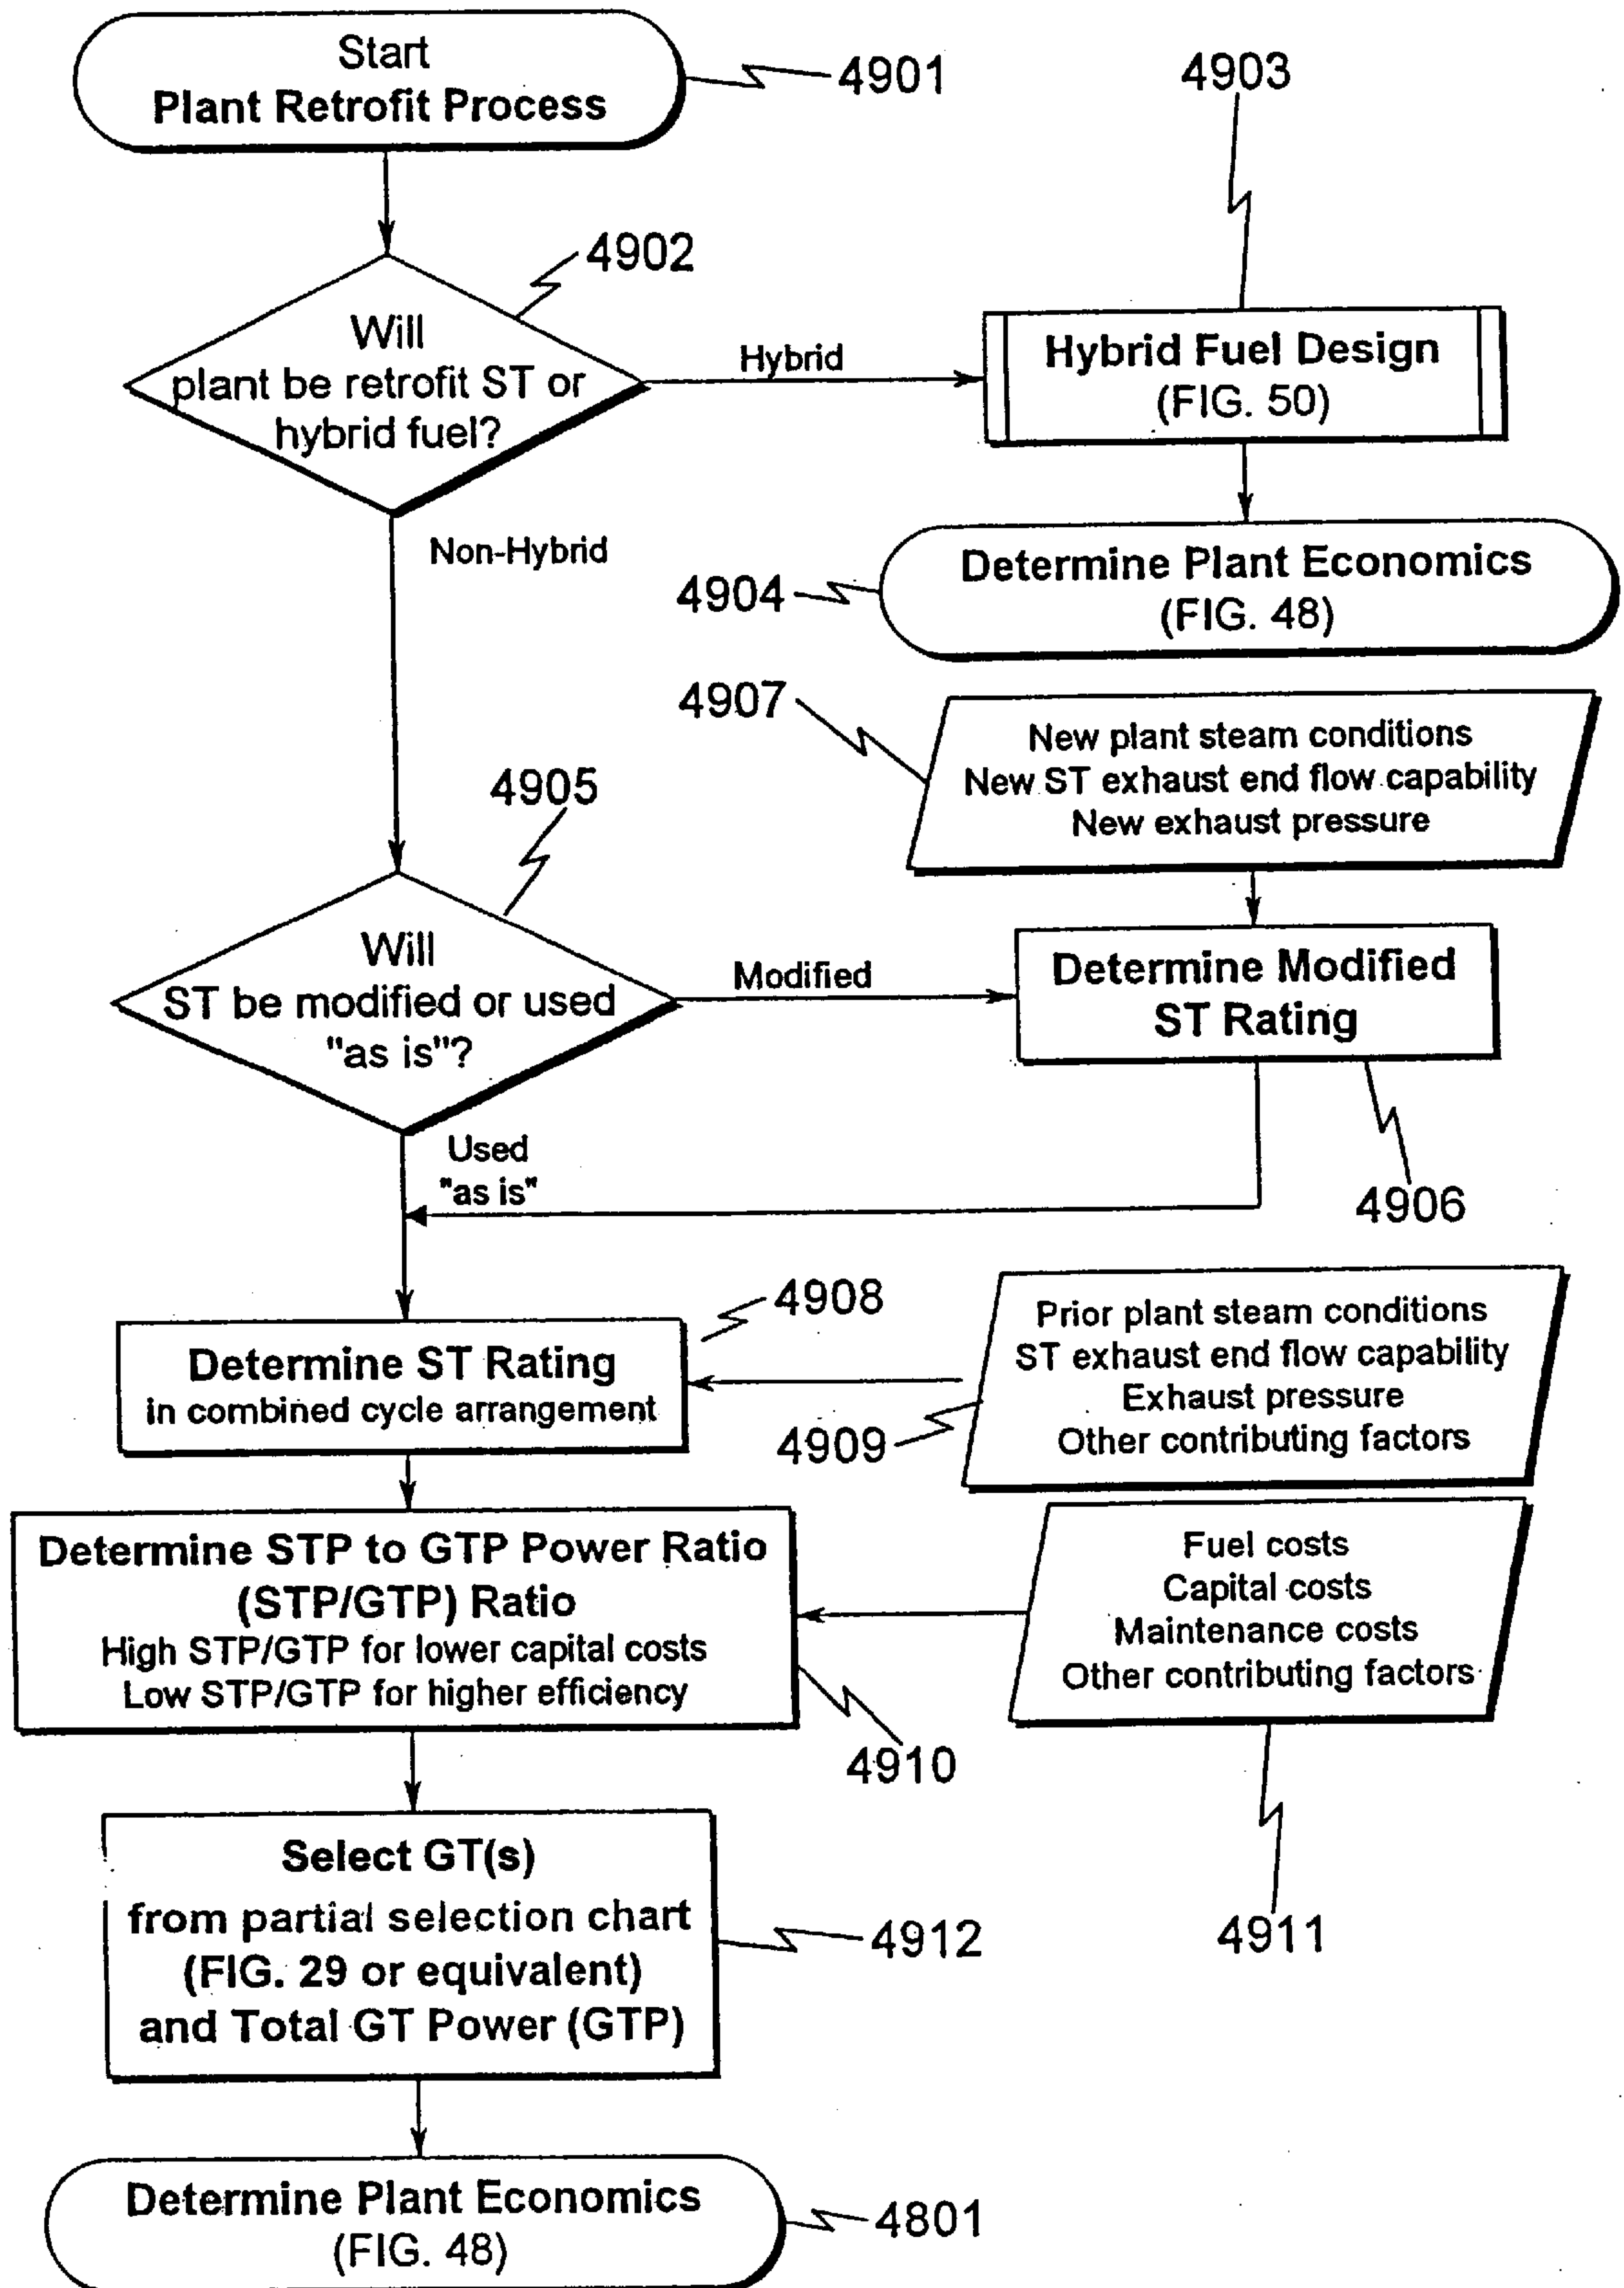 Start
Plant Retrofit Process
4901
4903
4902
Will
plant be retrofit ST or
hybrid fuel?
Hybrid
Hybrid Fuel Design
(FIG. 50)
Non-Hybrid
4904
Determine Plant Economics
(FIG. 48)
4907
New plant steam conditions
New ST exhaust end flow capability
New exhaust pressure
4905
Will
ST be modified or used
"as is"?
Modified
Determine Modified
ST Rating
Used
"as is"
4906
4908
Determine ST Rating
in combined cycle arrangement
Prior plant steam conditions
ST exhaust end flow capability
Exhaust pressure
Other contributing factors
4909
Determine STP to GTP Power Ratio
(STP/GTP) Ratio
High STP/GTP for lower capital costs
Low STP/GTP for higher efficiency
Fuel costs
Capital costs
Maintenance costs
Other contributing factors
4910
4911
Select GT(s)
from partial selection chart
(FIG. 29 or equivalent)
and Total GT Power (GTP)
4912
Determine Plant Economics
(FIG. 48)
4801